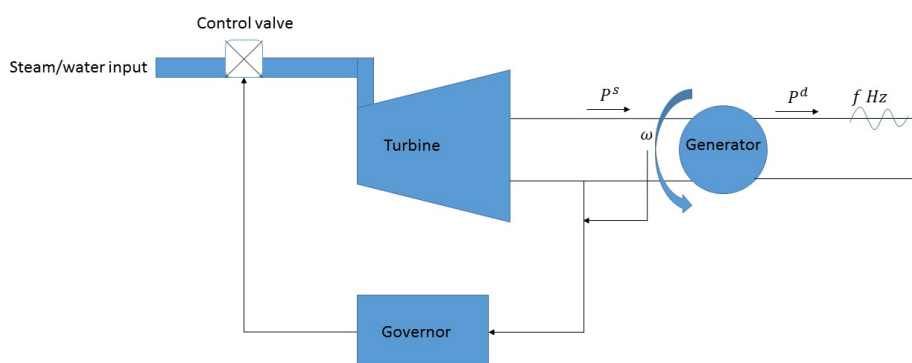 Control valve
Steam/water input
P^s
P^d
f Hz
ω
Turbine
Generator
Governor